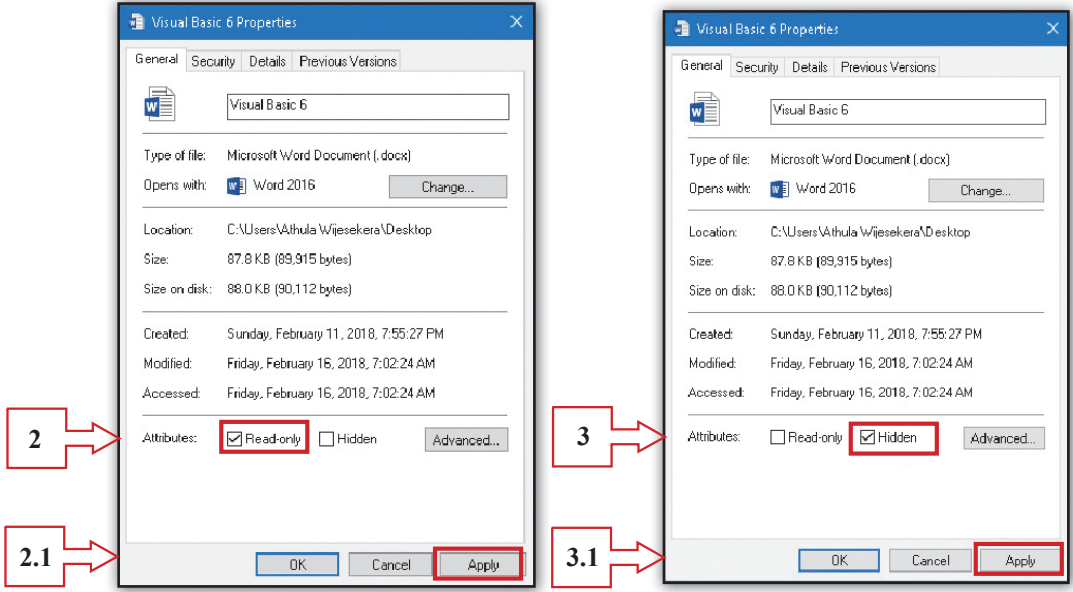 Visual Basic 6 Properties
General Security Details Previous Versions
Visual Basic 6
Type of file: Microsoft Word Document (.docx)
Opens with: Word 2016 Change...
Location: C:\Users\Athula Wijesekera\Desktop
Size: 87.8 KB (89,915 bytes)
Size on disk: 88.0 KB (90,112 bytes)
Created: Sunday, February 11, 2018, 7:55:27 PM
Modified: Friday, February 16, 2018, 7:02:24 AM
Accessed: Friday, February 16, 2018, 7:02:24 AM
2
Attributes: Read-only Hidden Advanced...
2.1
OK Cancel Apply
Visual Basic 6 Properties
General Security Details Previous Versions
Visual Basic 6
Type of file: Microsoft Word Document (.docx)
Opens with: Word 2016 Change...
Location: C:\Users\Athula Wijesekera\Desktop
Size: 87.8 KB (89,915 bytes)
Size on disk: 88.0 KB (90,112 bytes)
Created: Sunday, February 11, 2018, 7:55:27 PM
Modified: Friday, February 16, 2018, 7:02:24 AM
Accessed: Friday, February 16, 2018, 7:02:24 AM
3
Attributes: Read-only Hidden Advanced...
3.1
OK Cancel Apply